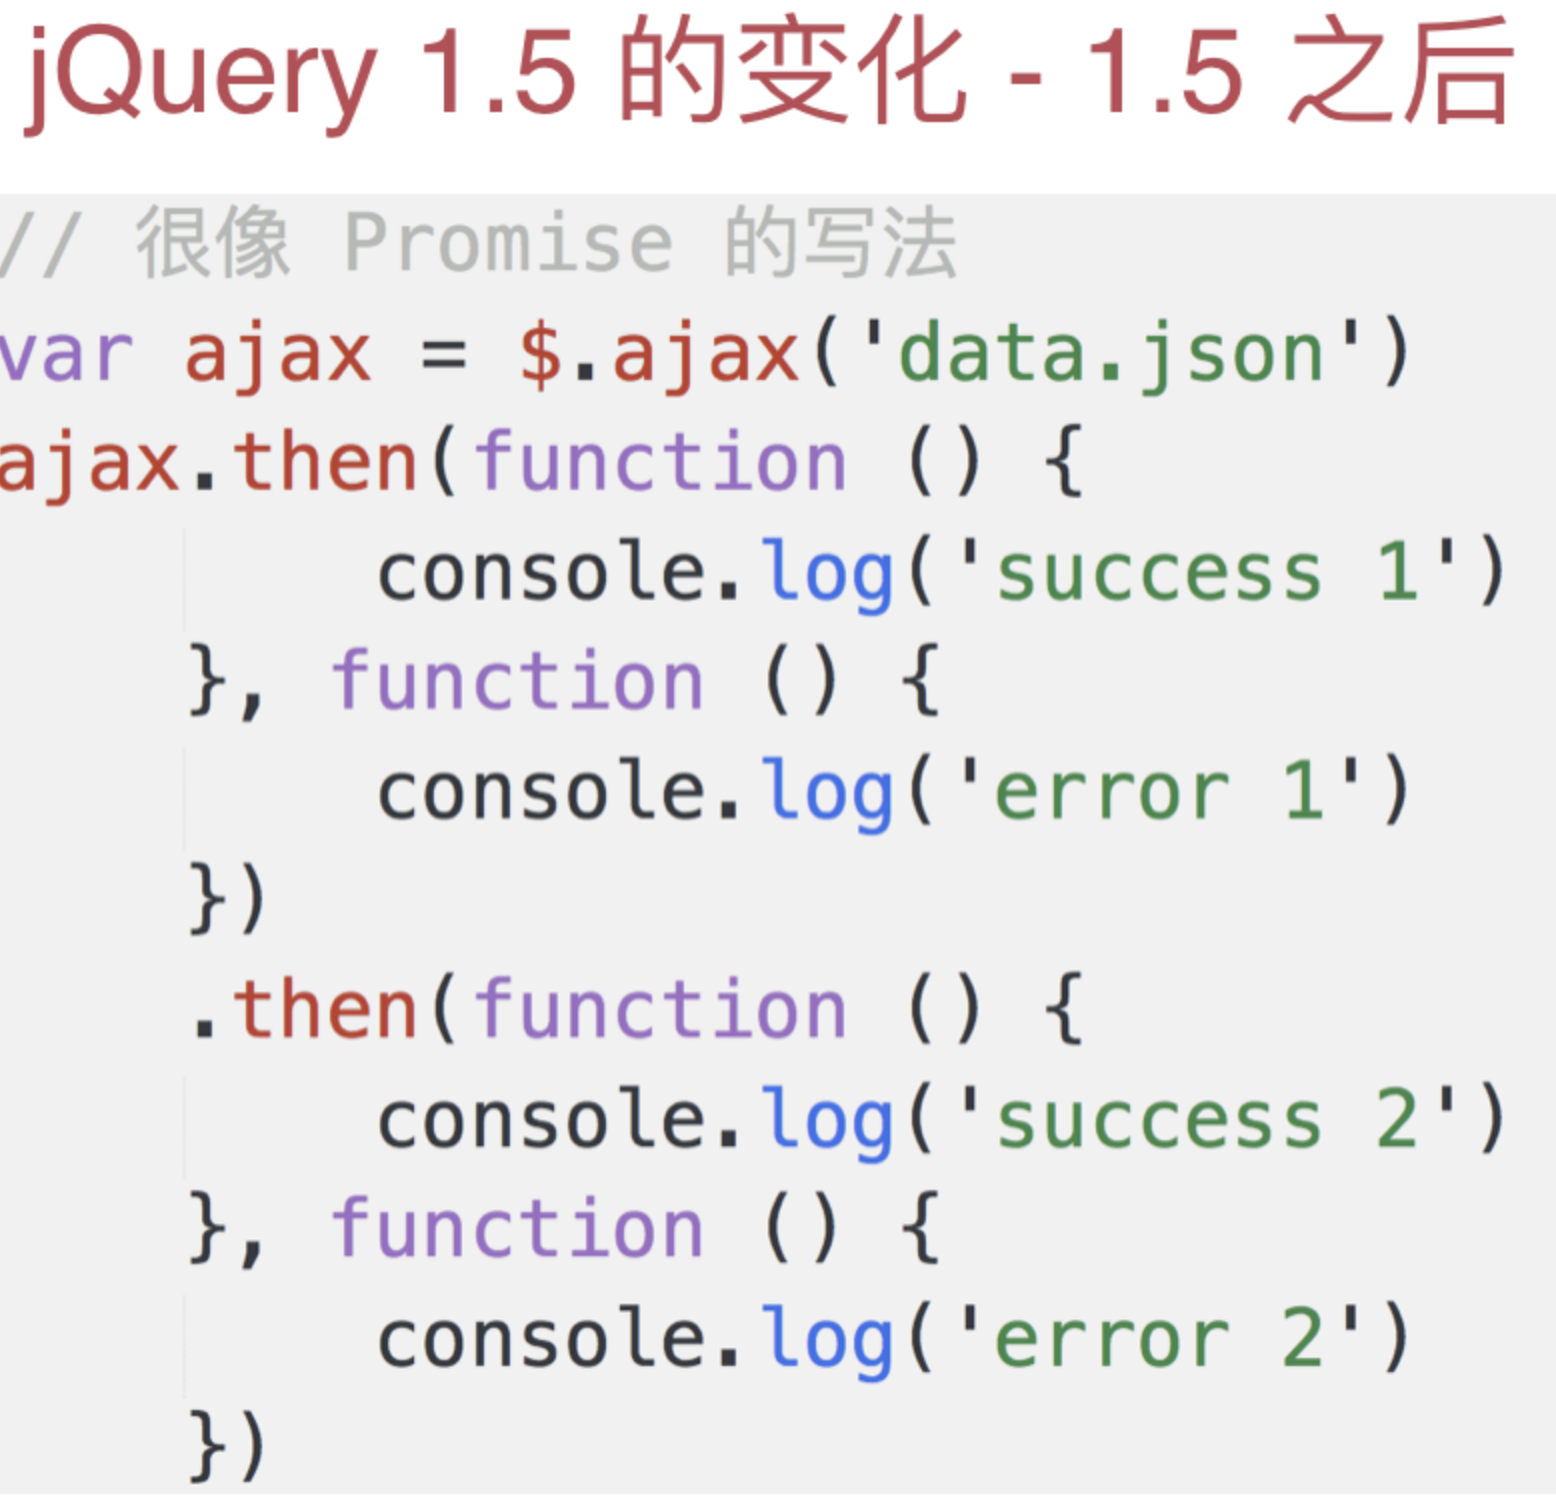 jQuery 1.5 的变化 - 1.5 之后
// 很像 Promise 的写法
var ajax = $.ajax('data.json')
ajax.then(function () {
        console.log('success 1')
    }, function () {
        console.log('error 1')
    })
    .then(function () {
        console.log('success 2')
    }, function () {
        console.log('error 2')
    })